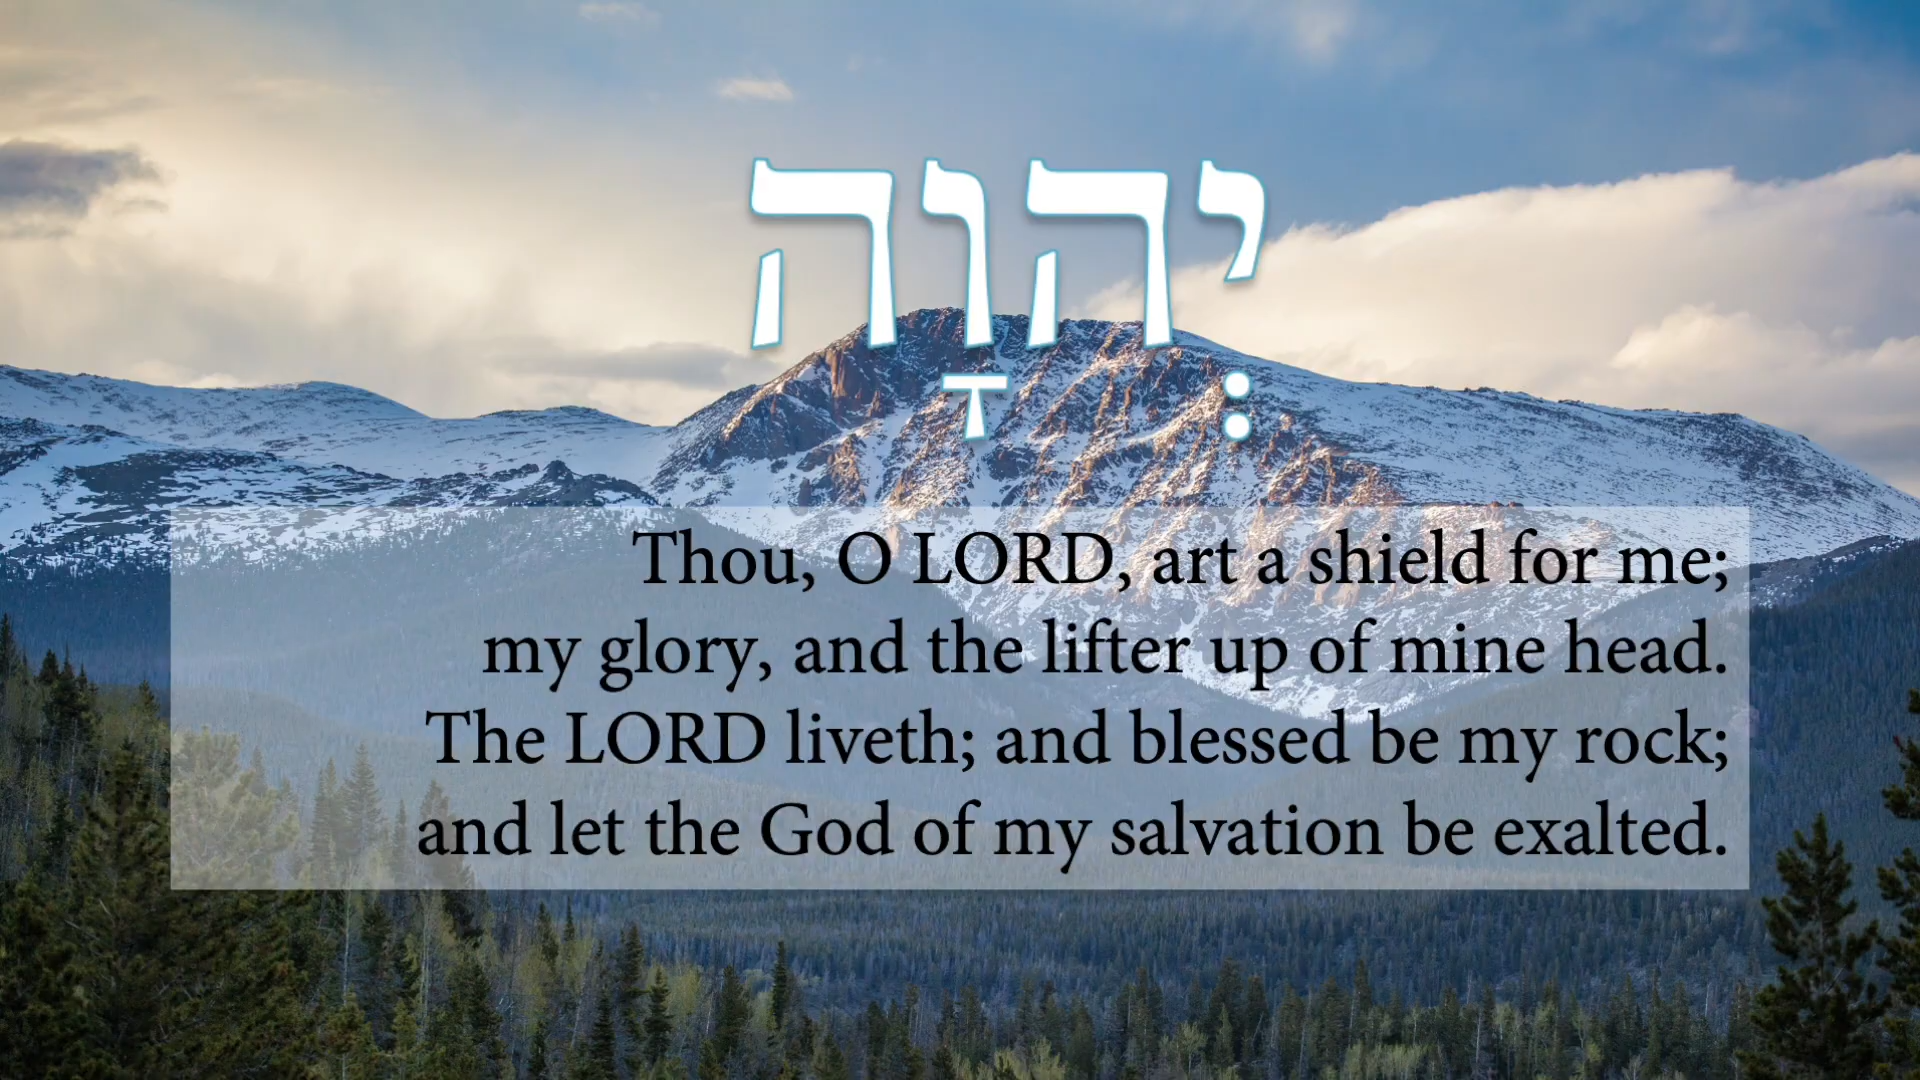 יְהוָה
Thou, O LORD, art a shield for me;
my glory, and the lifter up of mine head.
The LORD liveth; and blessed be my rock;
and let the God of my salvation be exalted.